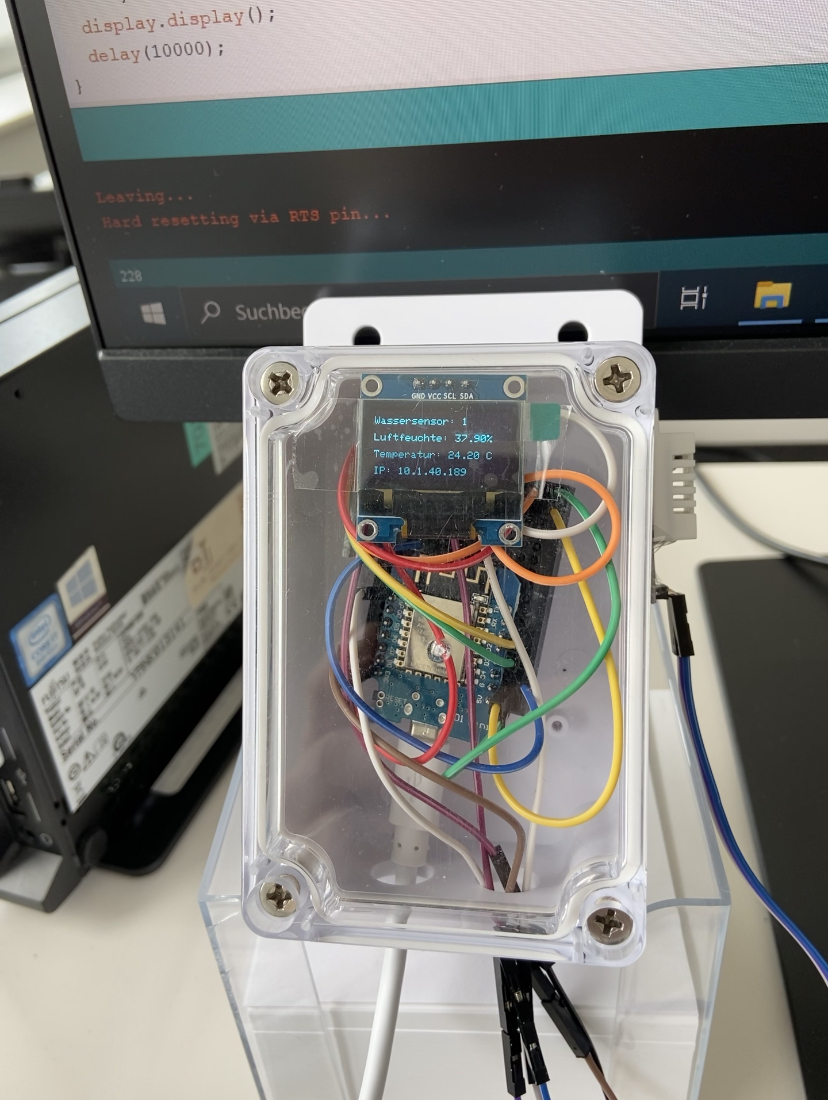 display.display();
delay(10000);
}
Leaving...
Hard resetting via RTS pin...
228
Suchbe
GND VCC SCL SDA
Wassersensor: 1
Luftfeuchte: 37.90%
Temperatur: 24.20 C
IP: 10.1.40.189